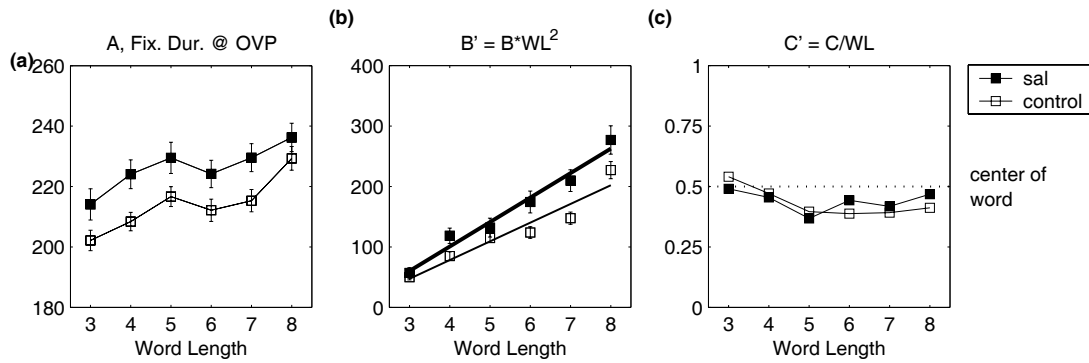 (a)
A, Fix. Dur. @ OVP
260
240
220
200
180
3 4 5 6 7 8
Word Length
(b)
B' = B*WL²
400
300
200
100
0
3 4 5 6 7 8
Word Length
(c)
C' = C/WL
1
0.75
0.5
0.25
0
3 4 5 6 7 8
Word Length
sal
control
center of
word